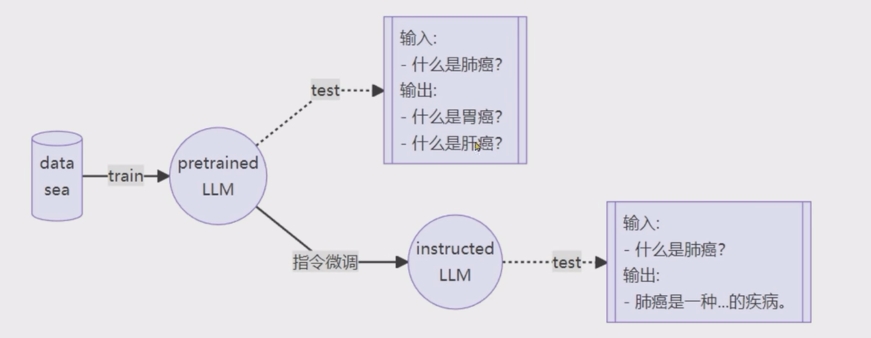 data
sea
train
pretrained
LLM
test
输入:
- 什么是肺癌?
输出:
- 什么是胃癌?
- 什么是肝癌?
指令微调
instructed
LLM
test
输入:
- 什么是肺癌?
输出:
- 肺癌是一种...的疾病。